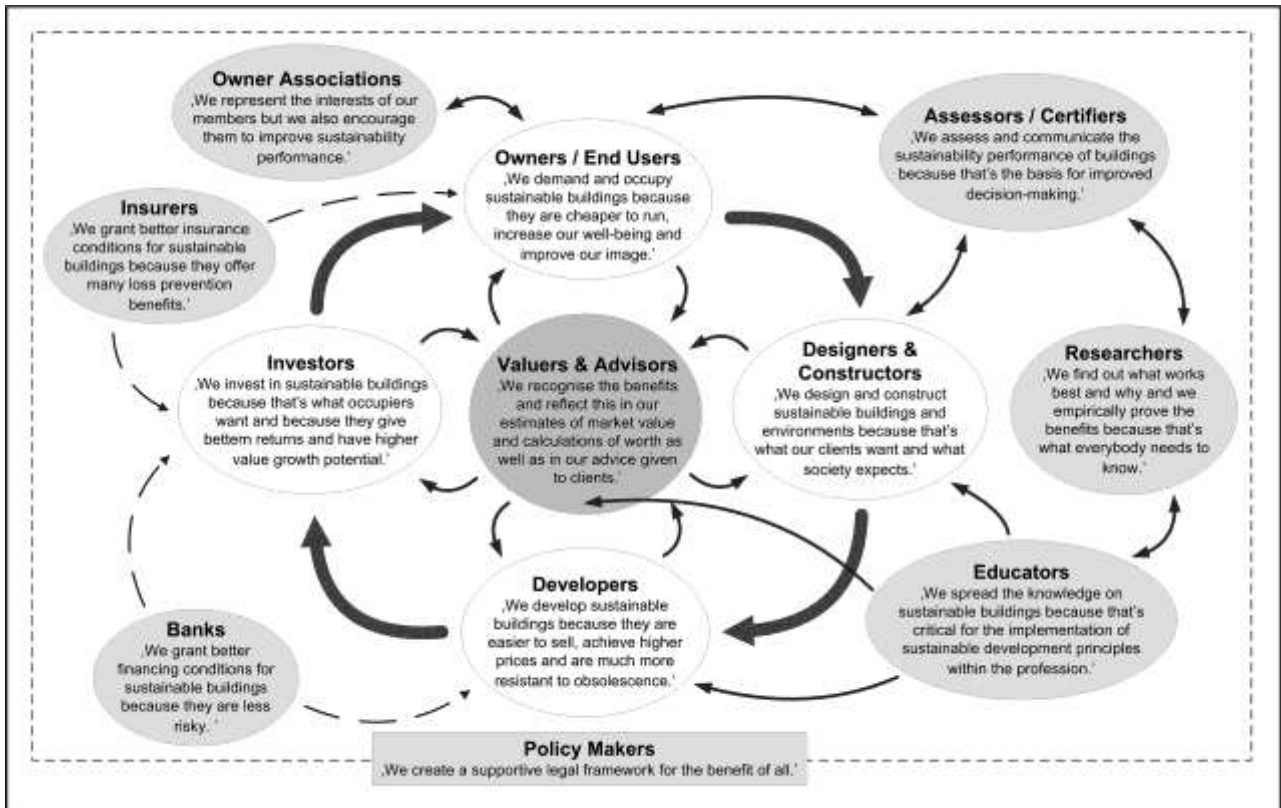 Owner Associations
‚We represent the interests of our
members but we also encourage
them to improve sustainability
performance.'
Assessors / Certifiers
‚We assess and communicate the
sustainability performance of buildings
because that's the basis for improved
decision-making.'
Owners / End Users
‚We demand and occupy
sustainable buildings because
they are cheaper to run,
increase our well-being and
improve our image.'
Insurers
‚We grant better insurance
conditions for sustainable
buildings because they offer
many loss prevention
benefits.'
Investors
‚We invest in sustainable buildings
because that's what occupiers
want and because they give
bettern returns and have higher
value growth potential.'
Valuers & Advisors
‚We recognise the benefits
and reflect this in our
estimates of market value
and calculations of worth as
well as in our advice given
to clients.'
Designers &
Constructors
‚We design and construct
sustainable buildings and
environments because that's
what our clients want and what
society expects.'
Researchers
‚We find out what works
best and why and we
empirically prove the
benefits because that's
what everybody needs to
know.'
Developers
‚We develop sustainable
buildings because they are
easier to sell, achieve higher
prices and are much more
resistant to obsolescence.'
Educators
‚We spread the knowledge on
sustainable buildings because that's
critical for the implementation of
sustainable development principles
within the profession.'
Banks
‚We grant better
financing conditions for
sustainable buildings
because they are less
risky. '
Policy Makers
‚We create a supportive legal framework for the benefit of all.'